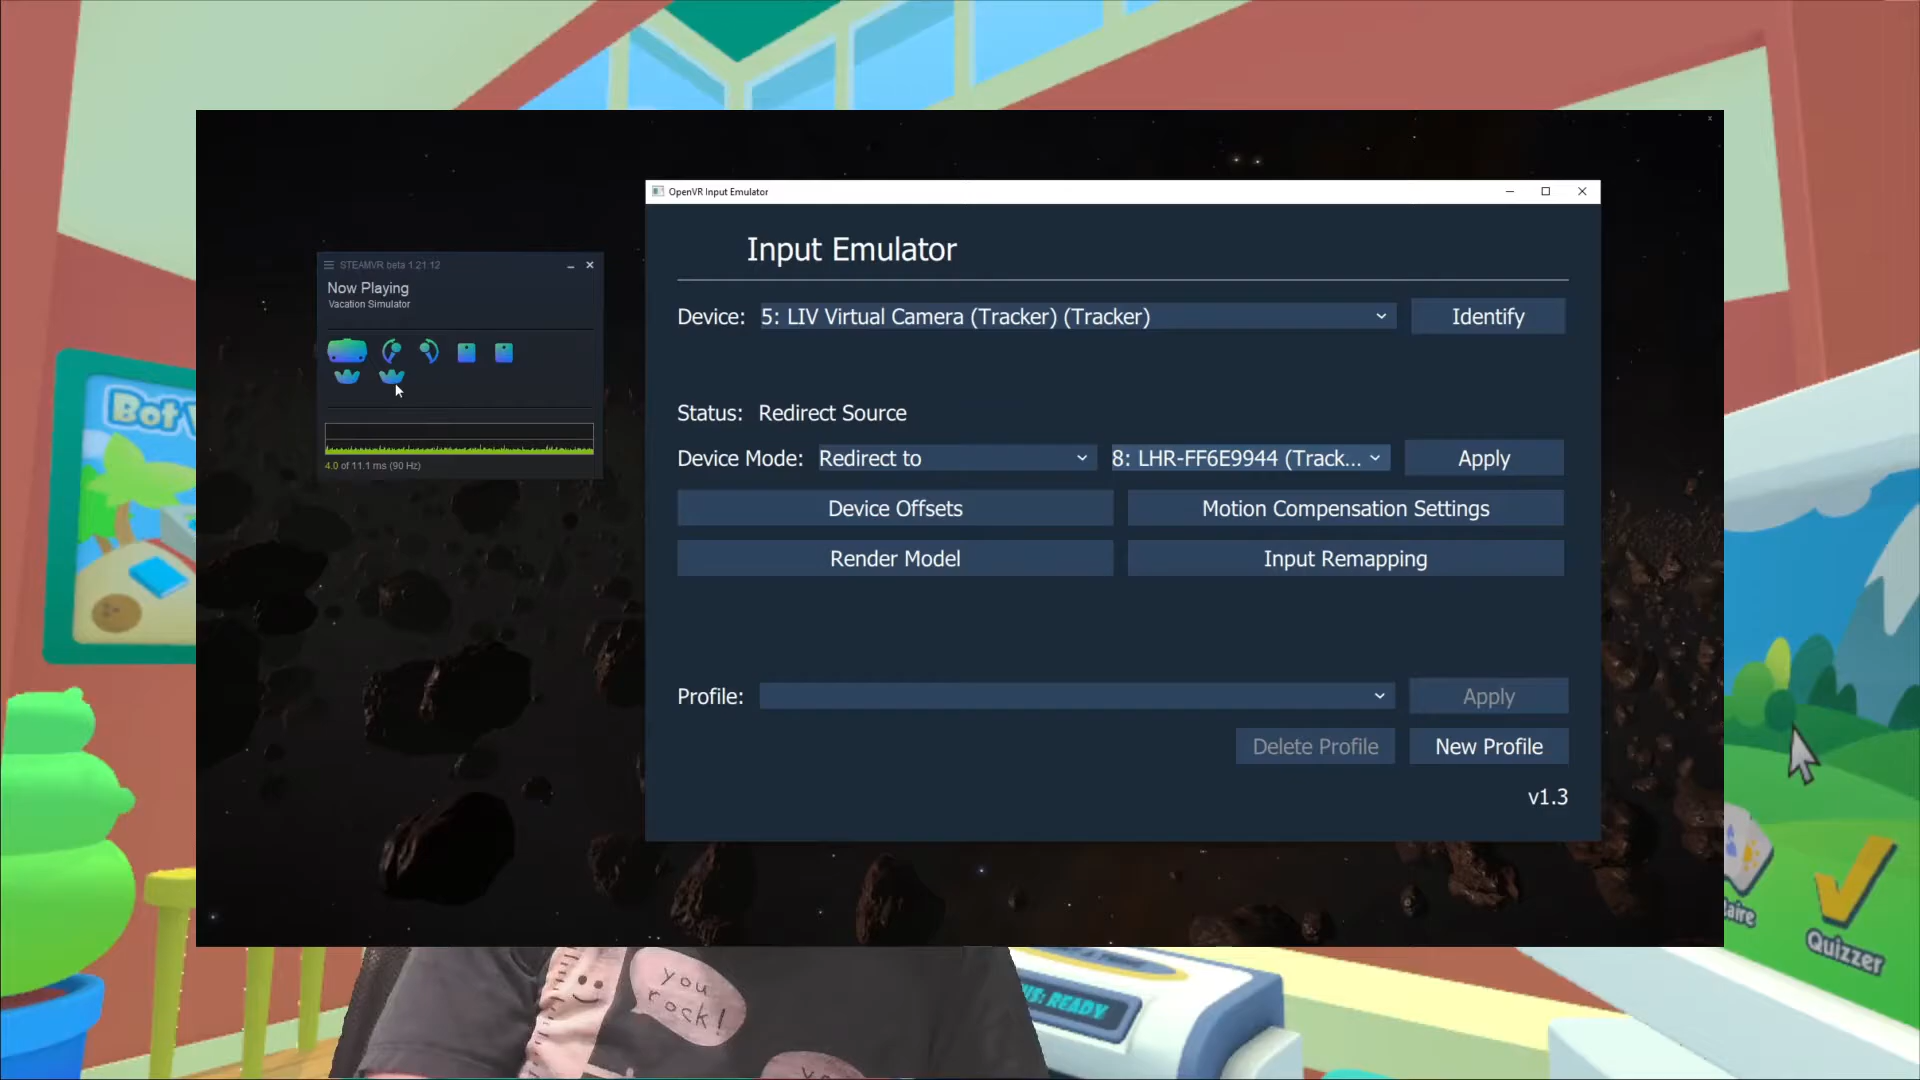 OpenVR Input Emulator
Input Emulator
Device: 5: LIV Virtual Camera (Tracker) (Tracker) Identify
Status: Redirect Source
Device Mode: Redirect to 8: LHR-FF6E9944 (Track... Apply
Device Offsets Motion Compensation Settings
Render Model Input Remapping
Profile: Apply
Delete Profile New Profile
v1.3
STEAMVR beta 1.21.12
Now Playing
Vacation Simulator
4.0 of 11.1 ms (90 Hz)
Bot
you
rock!
READY
Quizzer